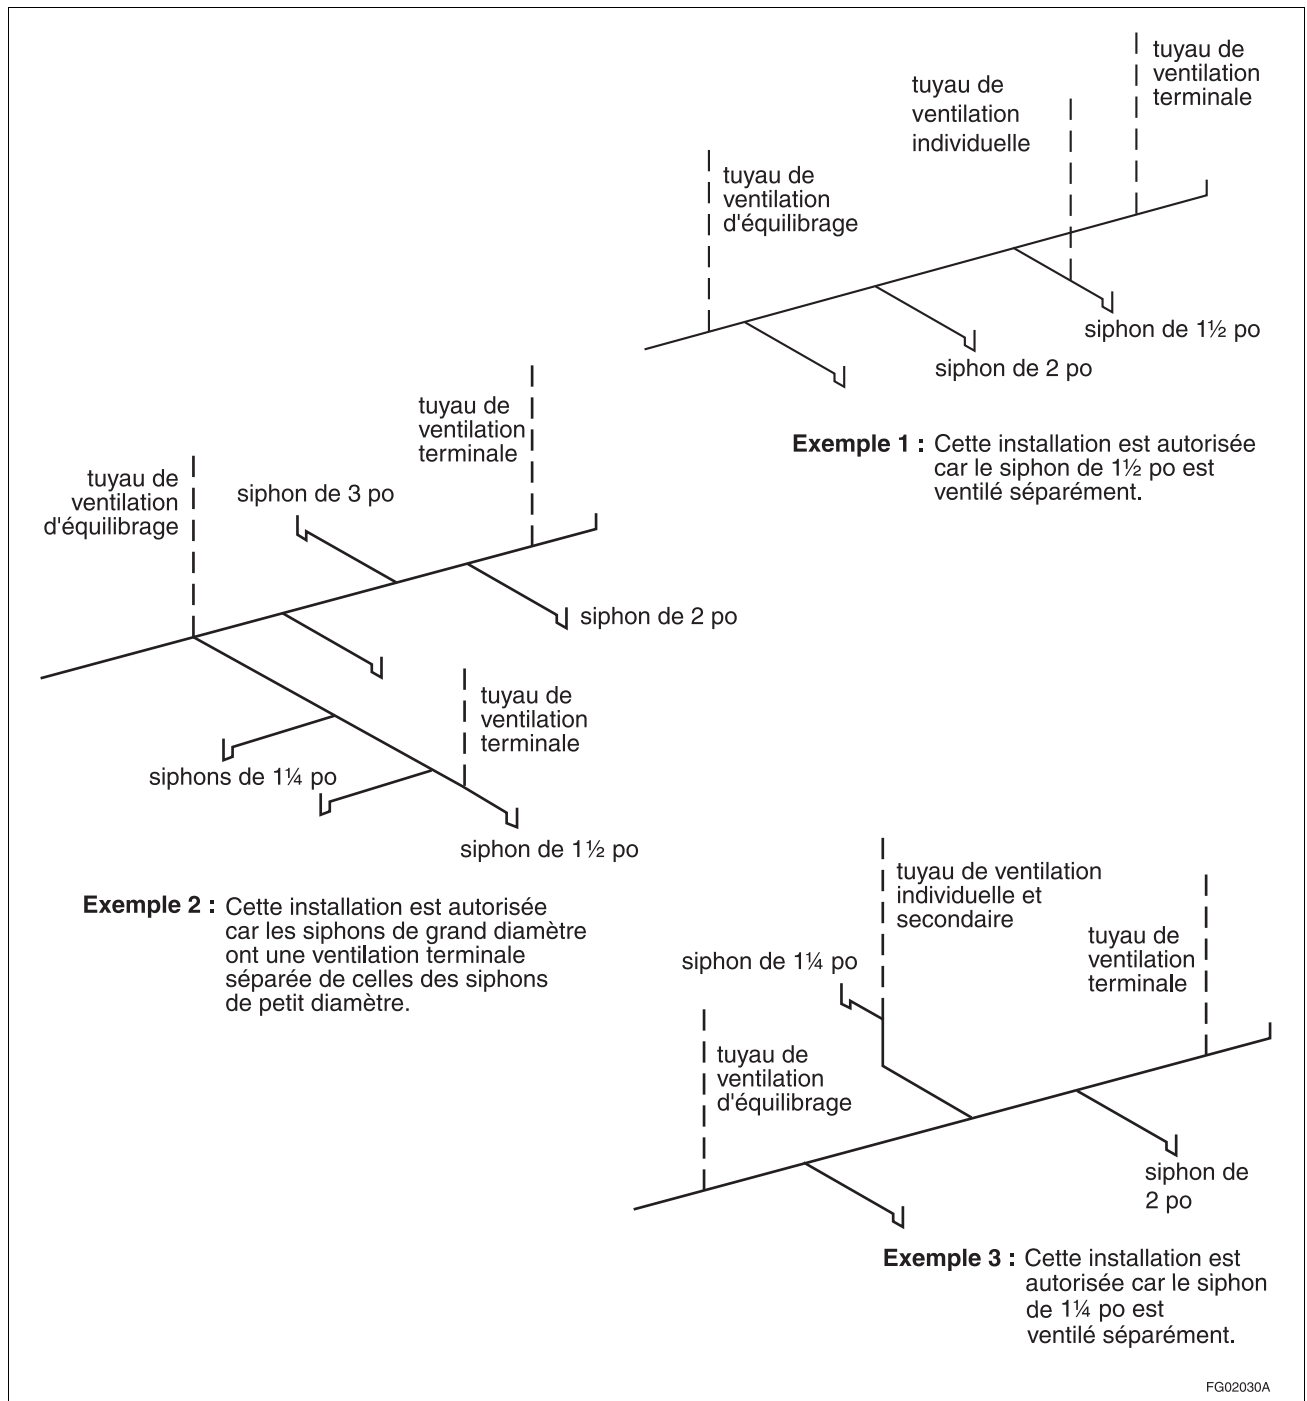 tuyau de
ventilation
terminale
tuyau de
ventilation
individuelle
tuyau de
ventilation
d'équilibrage
siphon de 1½ po
siphon de 2 po
Exemple 1 : Cette installation est autorisée
car le siphon de 1½ po est
ventilé séparément.
tuyau de
ventilation
terminale
tuyau de
ventilation
d'équilibrage
siphon de 3 po
siphon de 2 po
tuyau de
ventilation
terminale
siphons de 1¼ po
siphon de 1½ po
Exemple 2 : Cette installation est autorisée
car les siphons de grand diamètre
ont une ventilation terminale
séparée de celles des siphons
de petit diamètre.
tuyau de ventilation
individuelle et
secondaire
tuyau de
ventilation
terminale
siphon de 1¼ po
tuyau de
ventilation
d'équilibrage
siphon de
2 po
Exemple 3 : Cette installation est
autorisée car le siphon
de 1¼ po est
ventilé séparément.
FG02030A